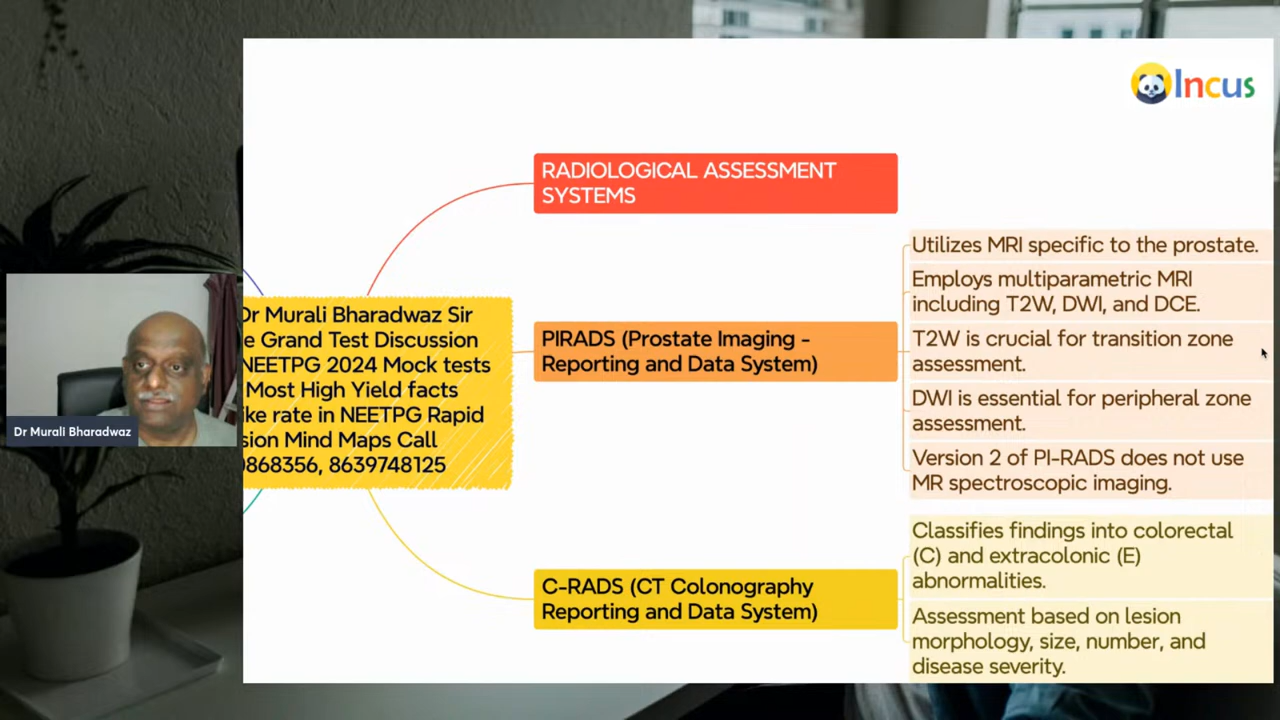 Incus
RADIOLOGICAL ASSESSMENT
SYSTEMS
Dr Murali Bharadwaz Sir
Grand Test Discussion
NEETPG 2024 Mock tests
Most High Yield facts
rate in NEETPG Rapid
Mind Maps Call
8639748125
PIRADS (Prostate Imaging -
Reporting and Data System)
Utilizes MRI specific to the prostate.
Employs multiparametric MRI
including T2W, DWI, and DCE.
T2W is crucial for transition zone
assessment.
DWI is essential for peripheral zone
assessment.
Version 2 of PI-RADS does not use
MR spectroscopic imaging.
C-RADS (CT Colonography
Reporting and Data System)
Classifies findings into colorectal
(C) and extracolonic (E)
abnormalities.
Assessment based on lesion
morphology, size, number, and
disease severity.
Dr Murali Bharadwaz